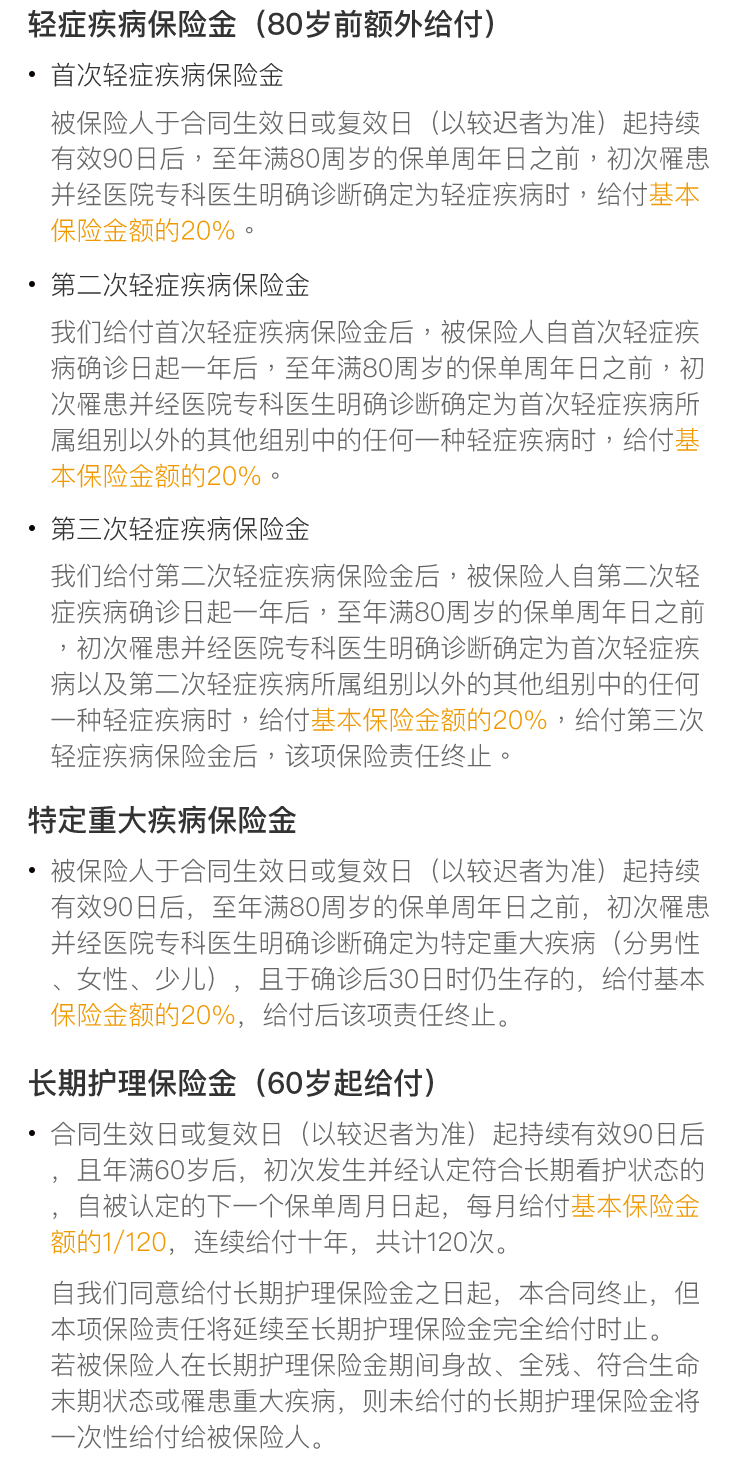 轻症疾病保险金（80岁前额外给付）
• 首次轻症疾病保险金
被保险人于合同生效日或复效日（以较迟者为准）起持续
有效90日后，至年满80周岁的保单周年日之前，初次罹患
并经医院专科医生明确诊断确定为轻症疾病时，给付基本
保险金额的20%。
• 第二次轻症疾病保险金
我们给付首次轻症疾病保险金后，被保险人自首次轻症疾
病确诊日起一年后，至年满80周岁的保单周年日之前，初
次罹患并经医院专科医生明确诊断确定为首次轻症疾病所
属组别以外的其他组别中的任何一种轻症疾病时，给付基
本保险金额的20%。
• 第三次轻症疾病保险金
我们给付第二次轻症疾病保险金后，被保险人自第二次轻
症疾病确诊日起一年后，至年满80周岁的保单周年日之前
，初次罹患并经医院专科医生明确诊断确定为首次轻症疾
病以及第二次轻症疾病所属组别以外的其他组别中的任何
一种轻症疾病时，给付基本保险金额的20%，给付第三次
轻症疾病保险金后，该项保险责任终止。
特定重大疾病保险金
• 被保险人于合同生效日或复效日（以较迟者为准）起持续
有效90日后，至年满80周岁的保单周年日之前，初次罹患
并经医院专科医生明确诊断确定为特定重大疾病（分男性
、女性、少儿），且于确诊后30日时仍生存的，给付基本
保险金额的20%，给付后该项责任终止。
长期护理保险金（60岁起给付）
• 合同生效日或复效日（以较迟者为准）起持续有效90日后
，且年满60岁后，初次发生并经认定符合长期看护状态的
，自被认定的下一个保单周月日起，每月给付基本保险金
额的1/120，连续给付十年，共计120次。
自我们同意给付长期护理保险金之日起，本合同终止，但
本项保险责任将延续至长期护理保险金完全给付时止。
若被保险人在长期护理保险金期间身故、全残、符合生命
末期状态或罹患重大疾病，则未给付的长期护理保险金将
一次性给付给被保险人。